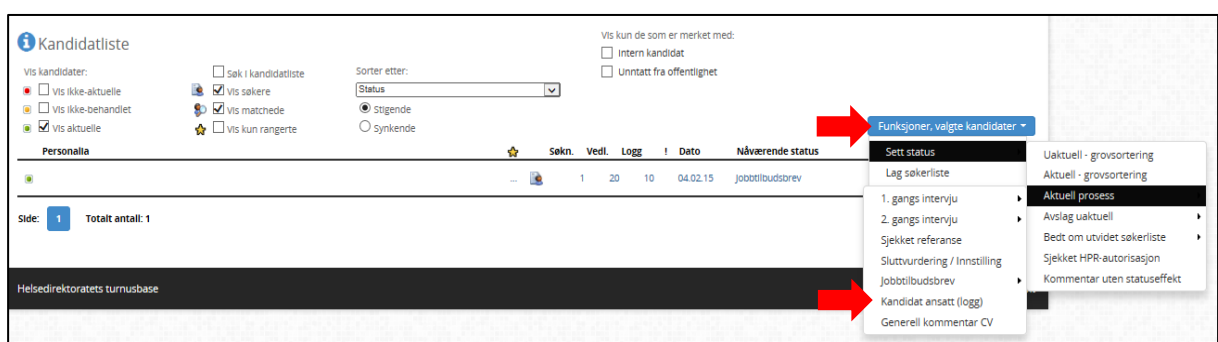 Kandidatliste
Vis kandidater:
Vis ikke-aktuelle
Vis ikke-behandlet
Vis aktuelle
Søk i kandidatliste
Vis søkere
Vis matchede
Vis kun rangerte
Sorter etter:
Status
Stigende
Synkende
Vis kun de som er merket med:
Intern kandidat
Unntatt fra offentlighet
Funksjoner, valgte kandidater
Personalia Søkn. Vedl. Logg ! Dato Nåværende status
... 1 20 10 04.02.15 Jobbtilbudsbrev
Side: 1 Totalt antall: 1
Sett status
Lag søkerliste
Uaktuell - grovsortering
Aktuell - grovsortering
Aktuell prosess
Avslag uaktuell
Bedt om utvidet søkerliste
Sjekket HPR-autorisasjon
Kommentar uten statuseffekt
1. gangs intervju
2. gangs intervju
Sjekket referanse
Sluttvurdering / Innstilling
Jobbtilbudsbrev
Kandidat ansatt (logg)
Generell kommentar CV
Helsedirektoratets turnusbase